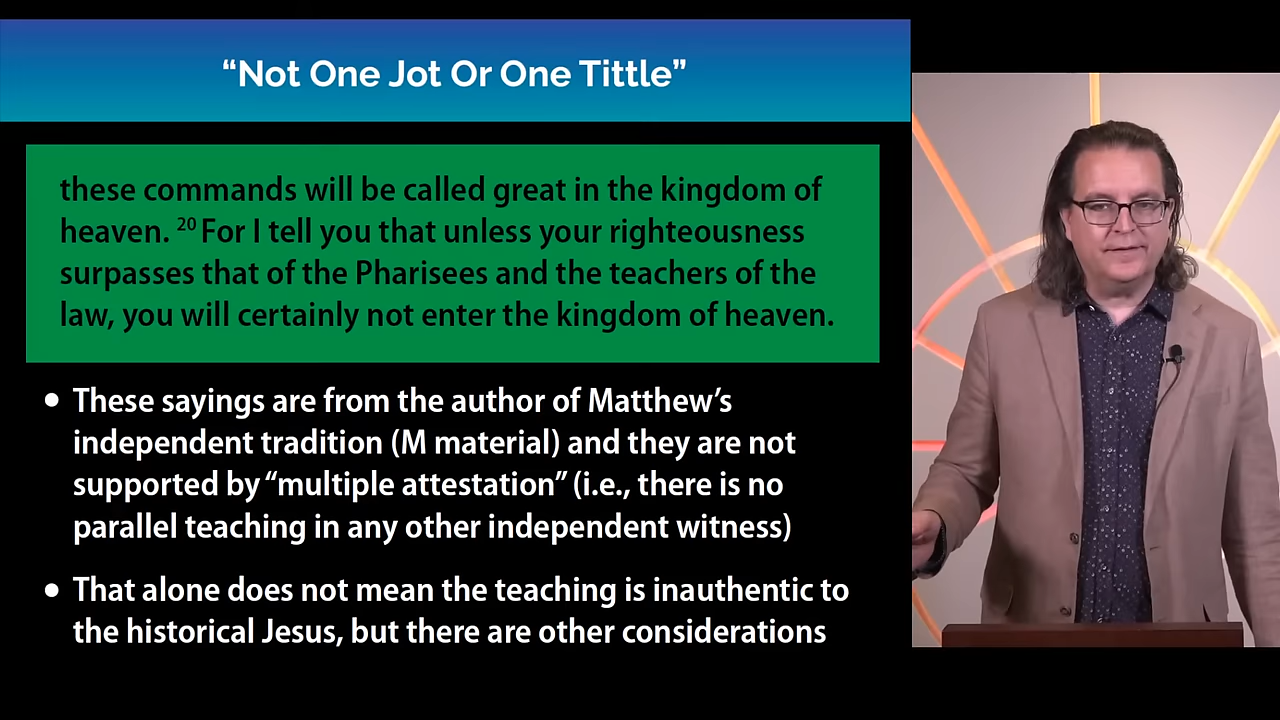 “Not One Jot Or One Tittle”
these commands will be called great in the kingdom of
heaven. 20 For I tell you that unless your righteousness
surpasses that of the Pharisees and the teachers of the
law, you will certainly not enter the kingdom of heaven.
• These sayings are from the author of Matthew’s
independent tradition (M material) and they are not
supported by “multiple attestation” (i.e., there is no
parallel teaching in any other independent witness)
• That alone does not mean the teaching is inauthentic to
the historical Jesus, but there are other considerations